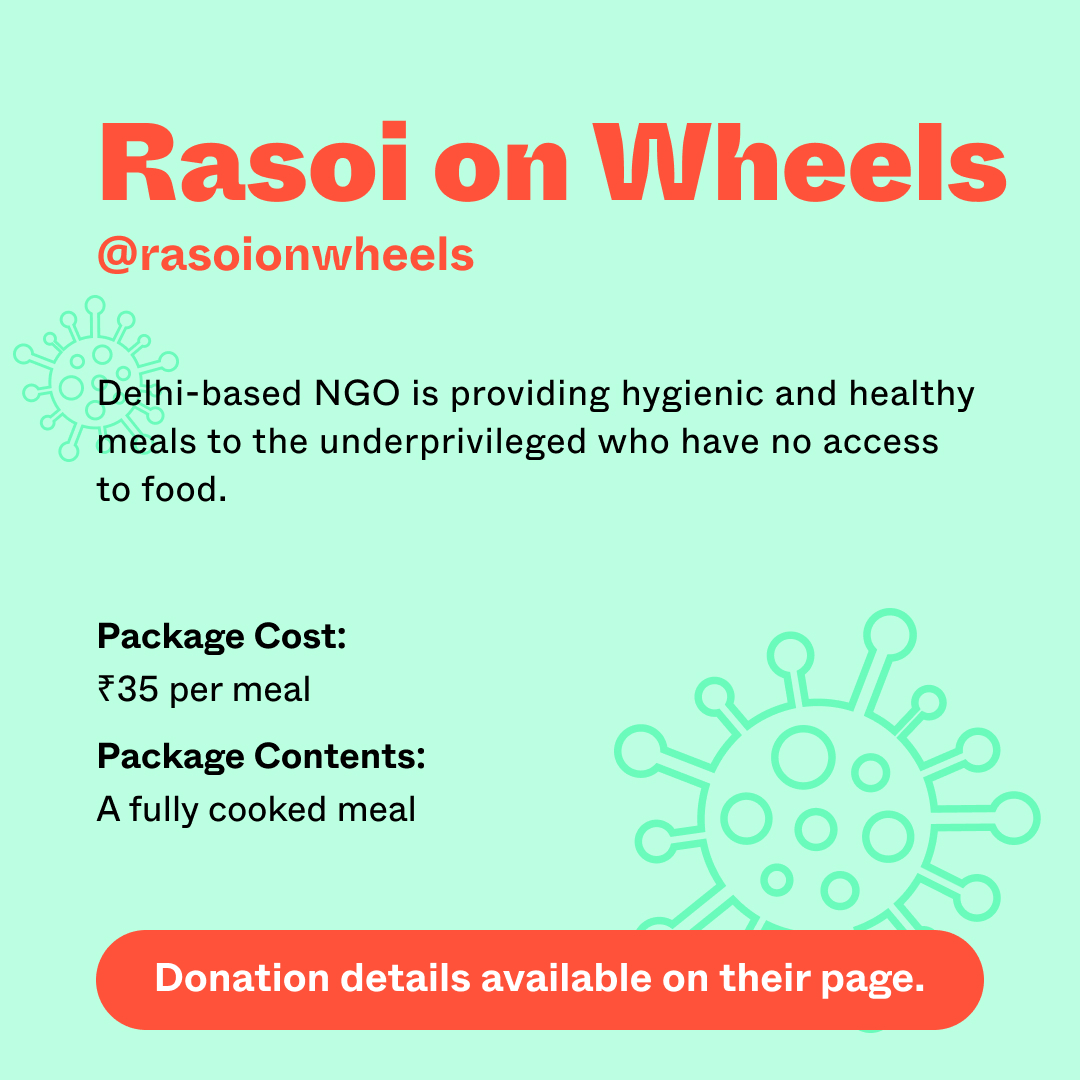 Rasoi on Wheels
@rasoionwheels
Delhi-based NGO is providing hygienic and healthy
meals to the underprivileged who have no access
to food.
Package Cost:
₹35 per meal
Package Contents:
A fully cooked meal
Donation details available on their page.